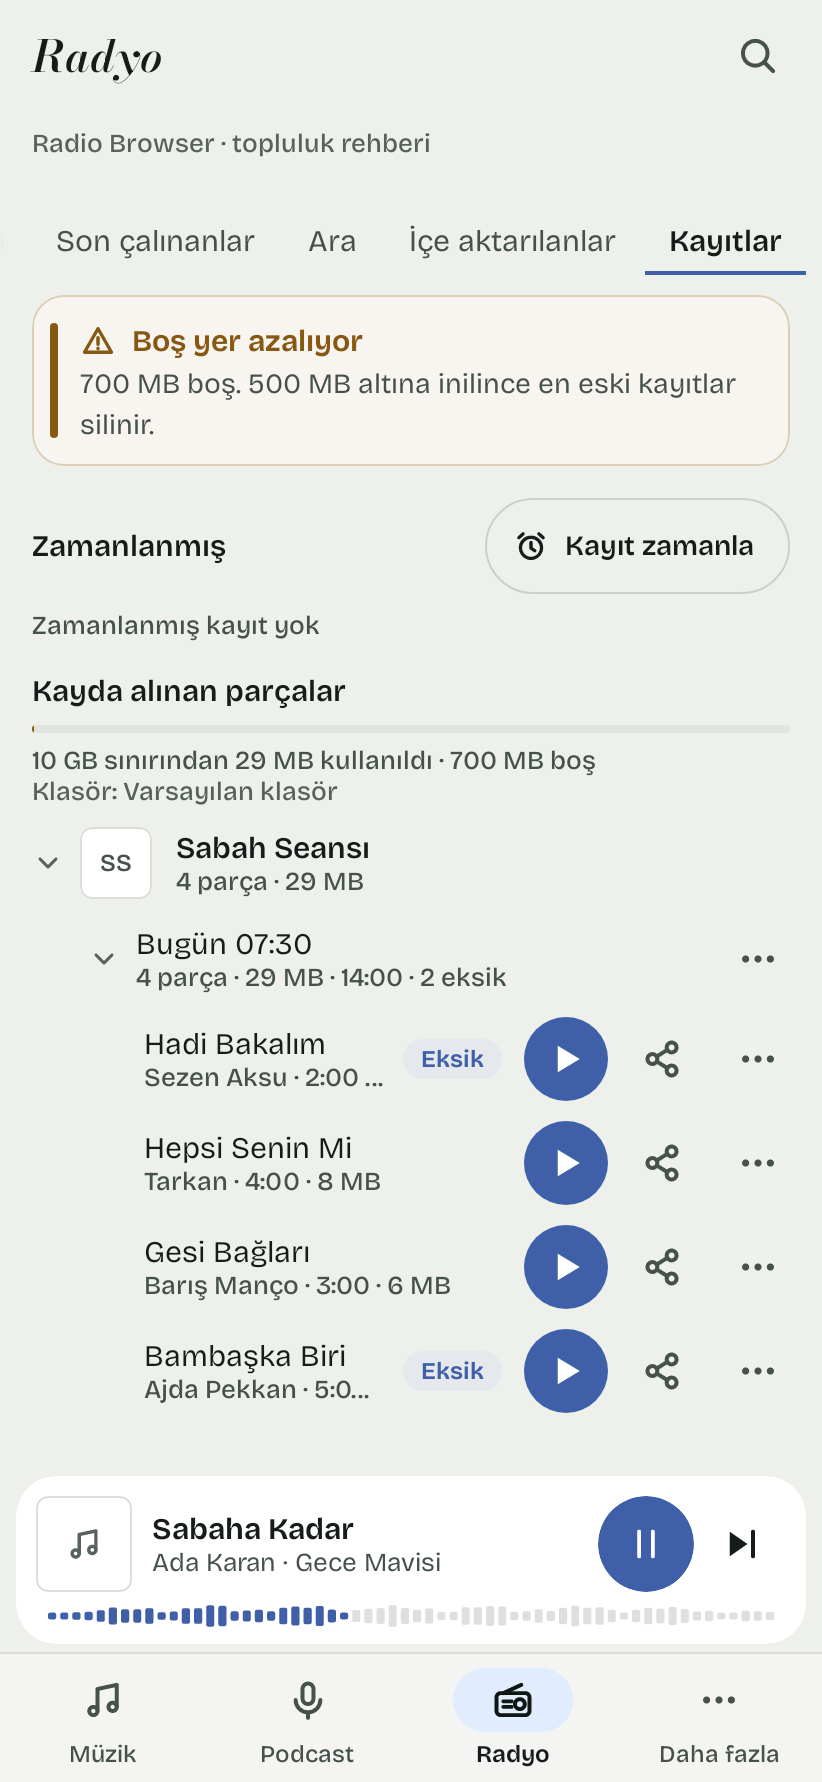 Radyo
Radio Browser · topluluk rehberi
Son çalınanlar
Ara
İçe aktarılanlar
Kayıtlar
Boş yer azalıyor
700 MB boş. 500 MB altına inilince en eski kayıtlar
silinir.
Zamanlanmış
Kayıt zamanla
Zamanlanmış kayıt yok
Kayda alınan parçalar
10 GB sınırından 29 MB kullanıldı · 700 MB boş
Klasör: Varsayılan klasör
SS
Sabah Seansı
4 parça · 29 MB
Bugün 07:30
4 parça · 29 MB · 14:00 · 2 eksik
Hadi Bakalım
Sezen Aksu · 2:00 ...
Eksik
Hepsi Senin Mi
Tarkan · 4:00 · 8 MB
Gesi Bağları
Barış Manço · 3:00 · 6 MB
Bambaşka Biri
Ajda Pekkan · 5:0...
Eksik
Sabaha Kadar
Ada Karan · Gece Mavisi
Müzik
Podcast
Radyo
Daha fazla